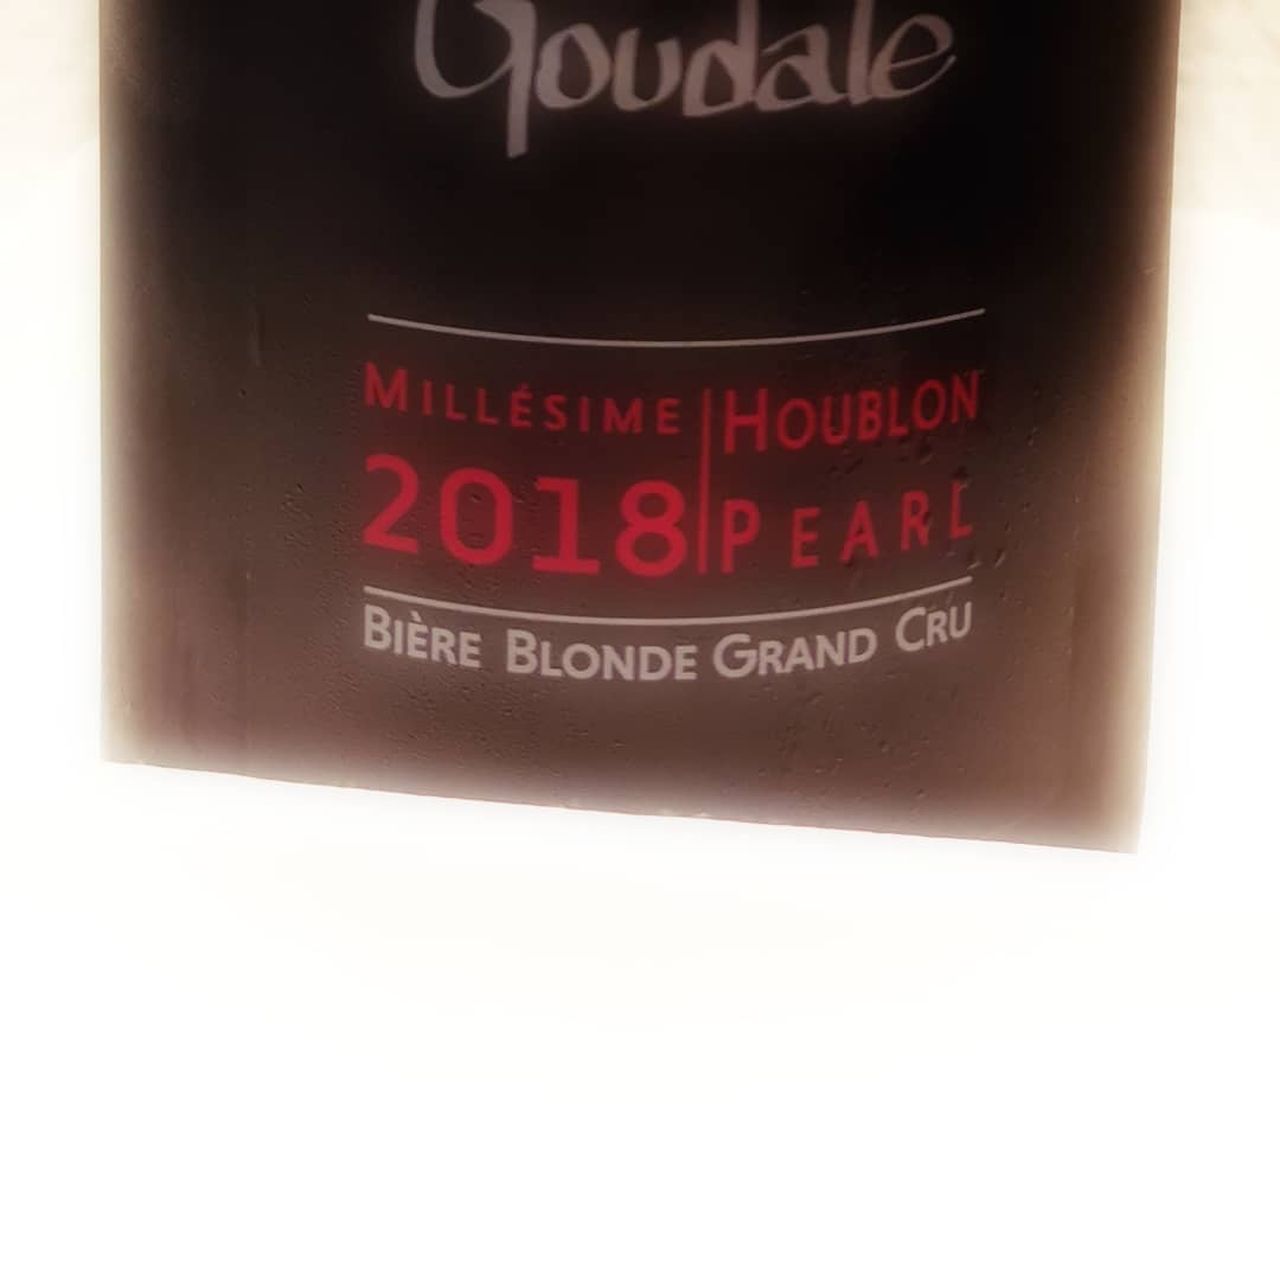 Goudale
MILLÉSIME
2018
HOUBLON
PEARL
BIÈRE BLONDE GRAND CRU